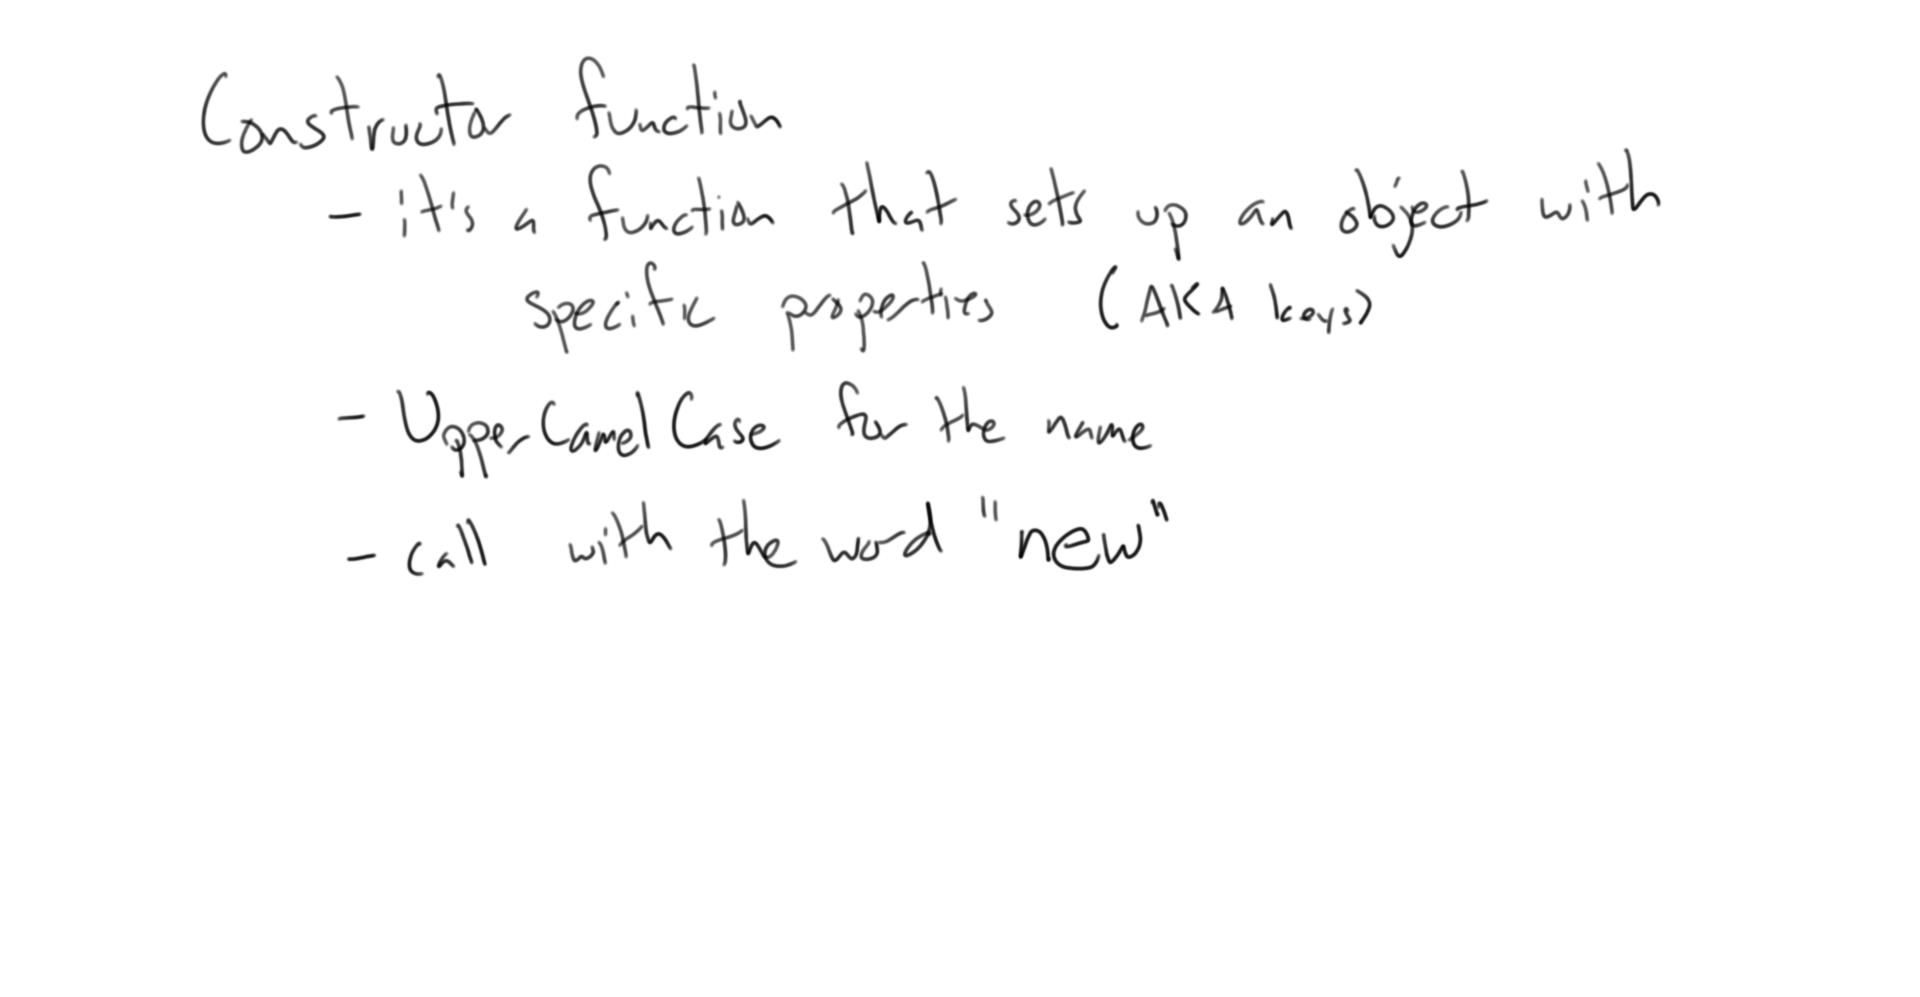 Constructor function
- it's a function that sets up an object with
specific properties (AKA keys)
- UpperCamelCase for the name
- call with the word "new"